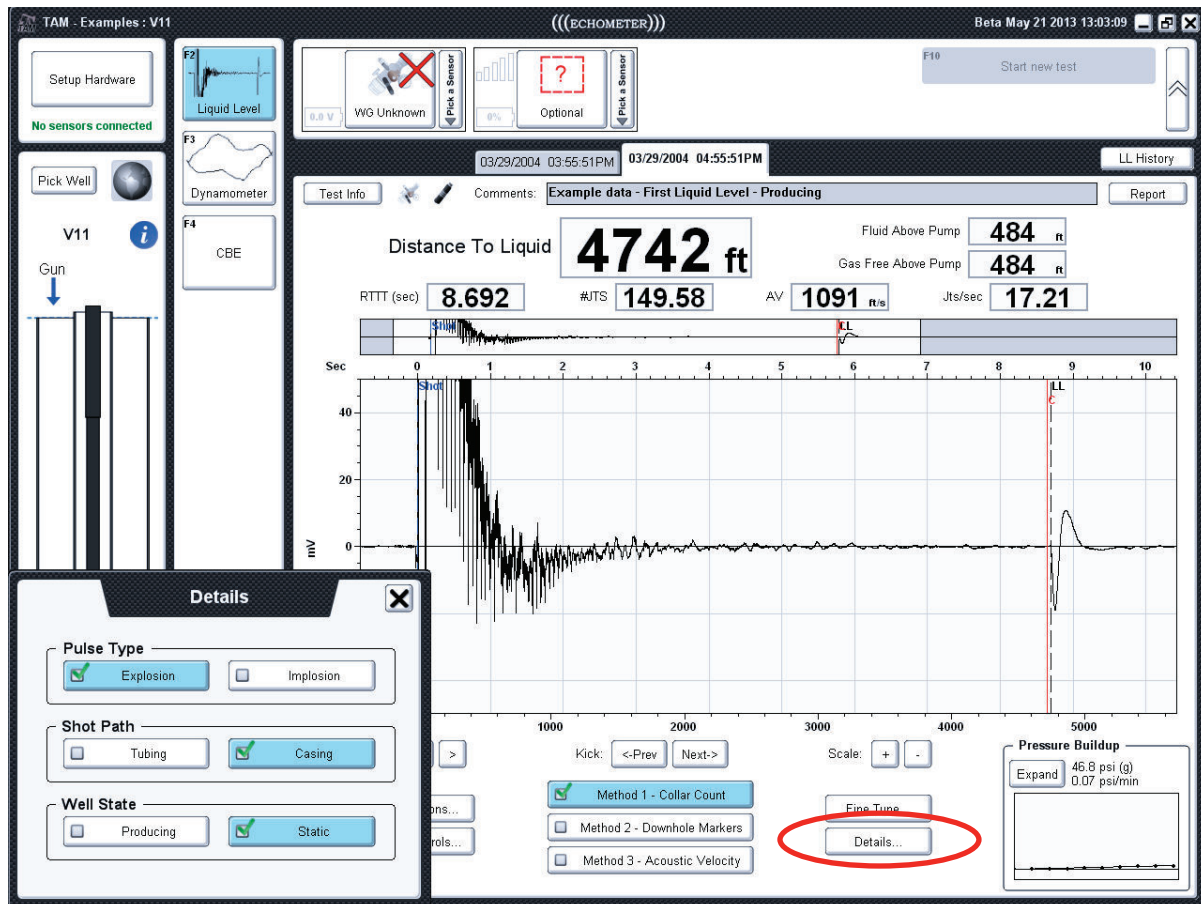 TAM - Examples : V11
(((ECHOMETER)))
Beta May 21 2013 13:03:09
Setup Hardware
No sensors connected
F2
Liquid Level
F3
Dynamometer
F4
CBE
0.0 V
WG Unknown
Pick a Sensor
0%
?
Optional
Pick a Sensor
F10
Start new test
Pick Well
V11
i
Gun
03/29/2004 03:55:51PM
03/29/2004 04:55:51PM
LL History
Test Info
Comments:
Example data - First Liquid Level - Producing
Report
Distance To Liquid
4742 ft
Fluid Above Pump
484 ft
Gas Free Above Pump
484 ft
RTTT (sec)
8.692
#JTS
149.58
AV
1091 ft/s
Jts/sec
17.21
Shot
LL
Sec
0 1 2 3 4 5 6 7 8 9 10
Shot
LL
C
40
20
0
mV
1000 2000 3000 4000 5000
>
Kick:
<-Prev
Next->
Scale:
+
-
Method 1 - Collar Count
Method 2 - Downhole Markers
Method 3 - Acoustic Velocity
Fine Tune
Details...
Pressure Buildup
Expand
46.8 psi (g)
0.07 psi/min
Details
Pulse Type
Explosion
Implosion
Shot Path
Tubing
Casing
Well State
Producing
Static